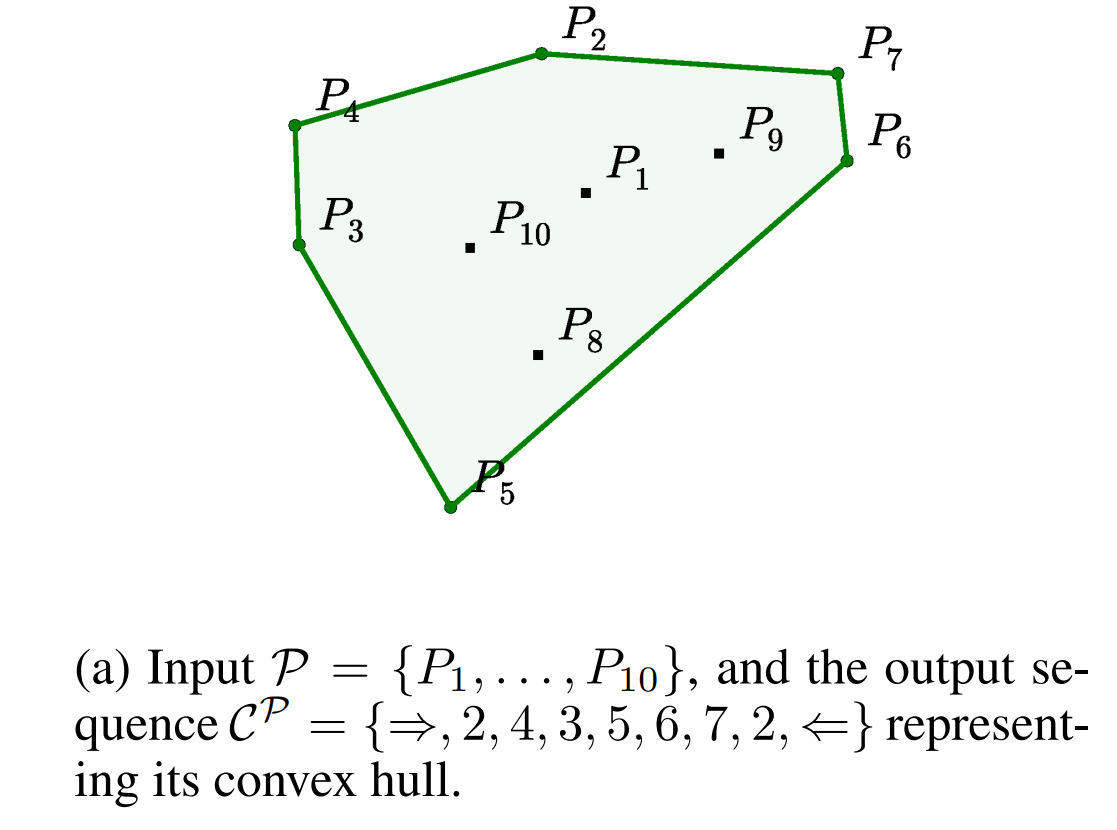 P₂
P₇
P₄
P₉
P₆
P₁
P₃
P₁₀
P₈
P₅
(a) Input 𝒫 = {P₁, . . . , P₁₀}, and the output se-
quence 𝒞^𝒫 = {⇒, 2, 4, 3, 5, 6, 7, 2, ⇐} represent-
ing its convex hull.